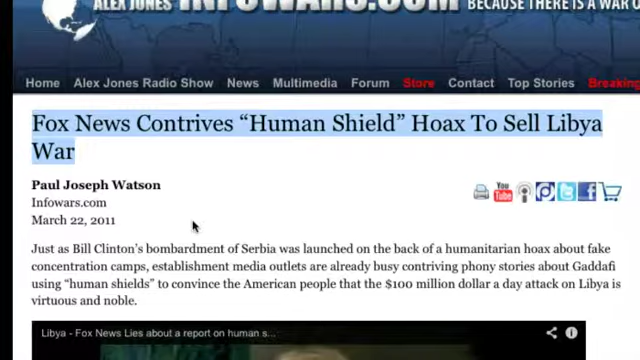 ALEX JONES' INFOWARS.COM BECAUSE THERE IS A WAR O
Home Alex Jones Radio Show News Multimedia Forum Store Contact Top Stories Breaking
Fox News Contrives “Human Shield” Hoax To Sell Libya
War
Paul Joseph Watson
Infowars.com
March 22, 2011
You
Tube
Just as Bill Clinton’s bombardment of Serbia was launched on the back of a humanitarian hoax about fake
concentration camps, establishment media outlets are already busy contriving phony stories about Gaddafi
using “human shields” to convince the American people that the $100 million dollar a day attack on Libya is
virtuous and noble.
Libya - Fox News Lies about a report on human s...